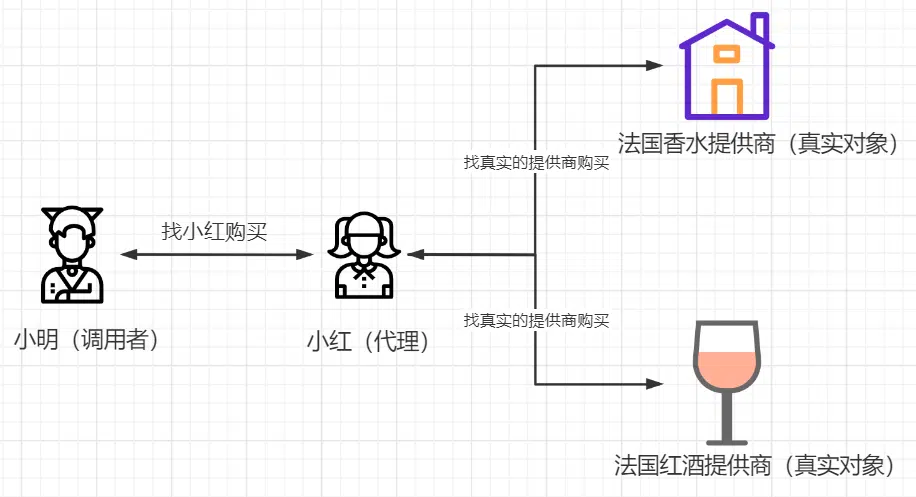 法国香水提供商（真实对象）
找真实的提供商购买
找小红购买
小明（调用者）
小红（代理）
找真实的提供商购买
法国红酒提供商（真实对象）